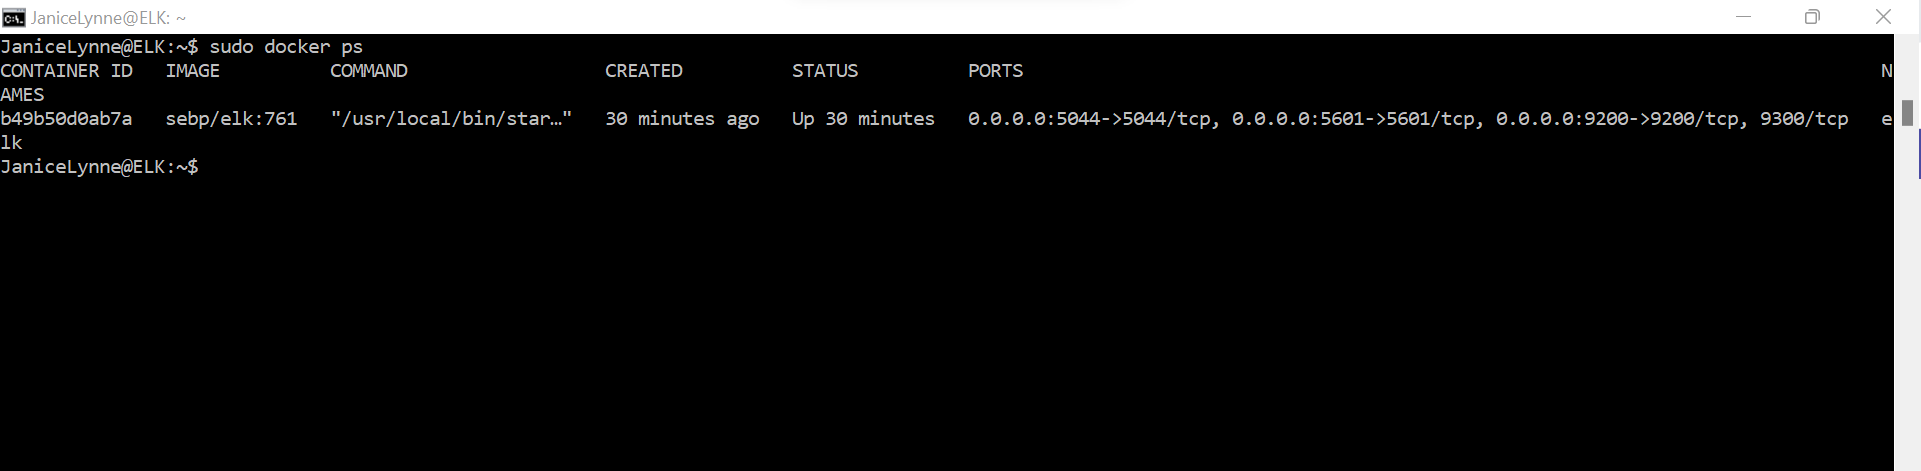 JaniceLynne@ELK: ~
JaniceLynne@ELK:~$ sudo docker ps
CONTAINER ID   IMAGE          COMMAND                  CREATED          STATUS          PORTS                                                                              N
AMES
b49b50d0ab7a   sebp/elk:761   "/usr/local/bin/star…"   30 minutes ago   Up 30 minutes   0.0.0.0:5044->5044/tcp, 0.0.0.0:5601->5601/tcp, 0.0.0.0:9200->9200/tcp, 9300/tcp   e
lk
JaniceLynne@ELK:~$